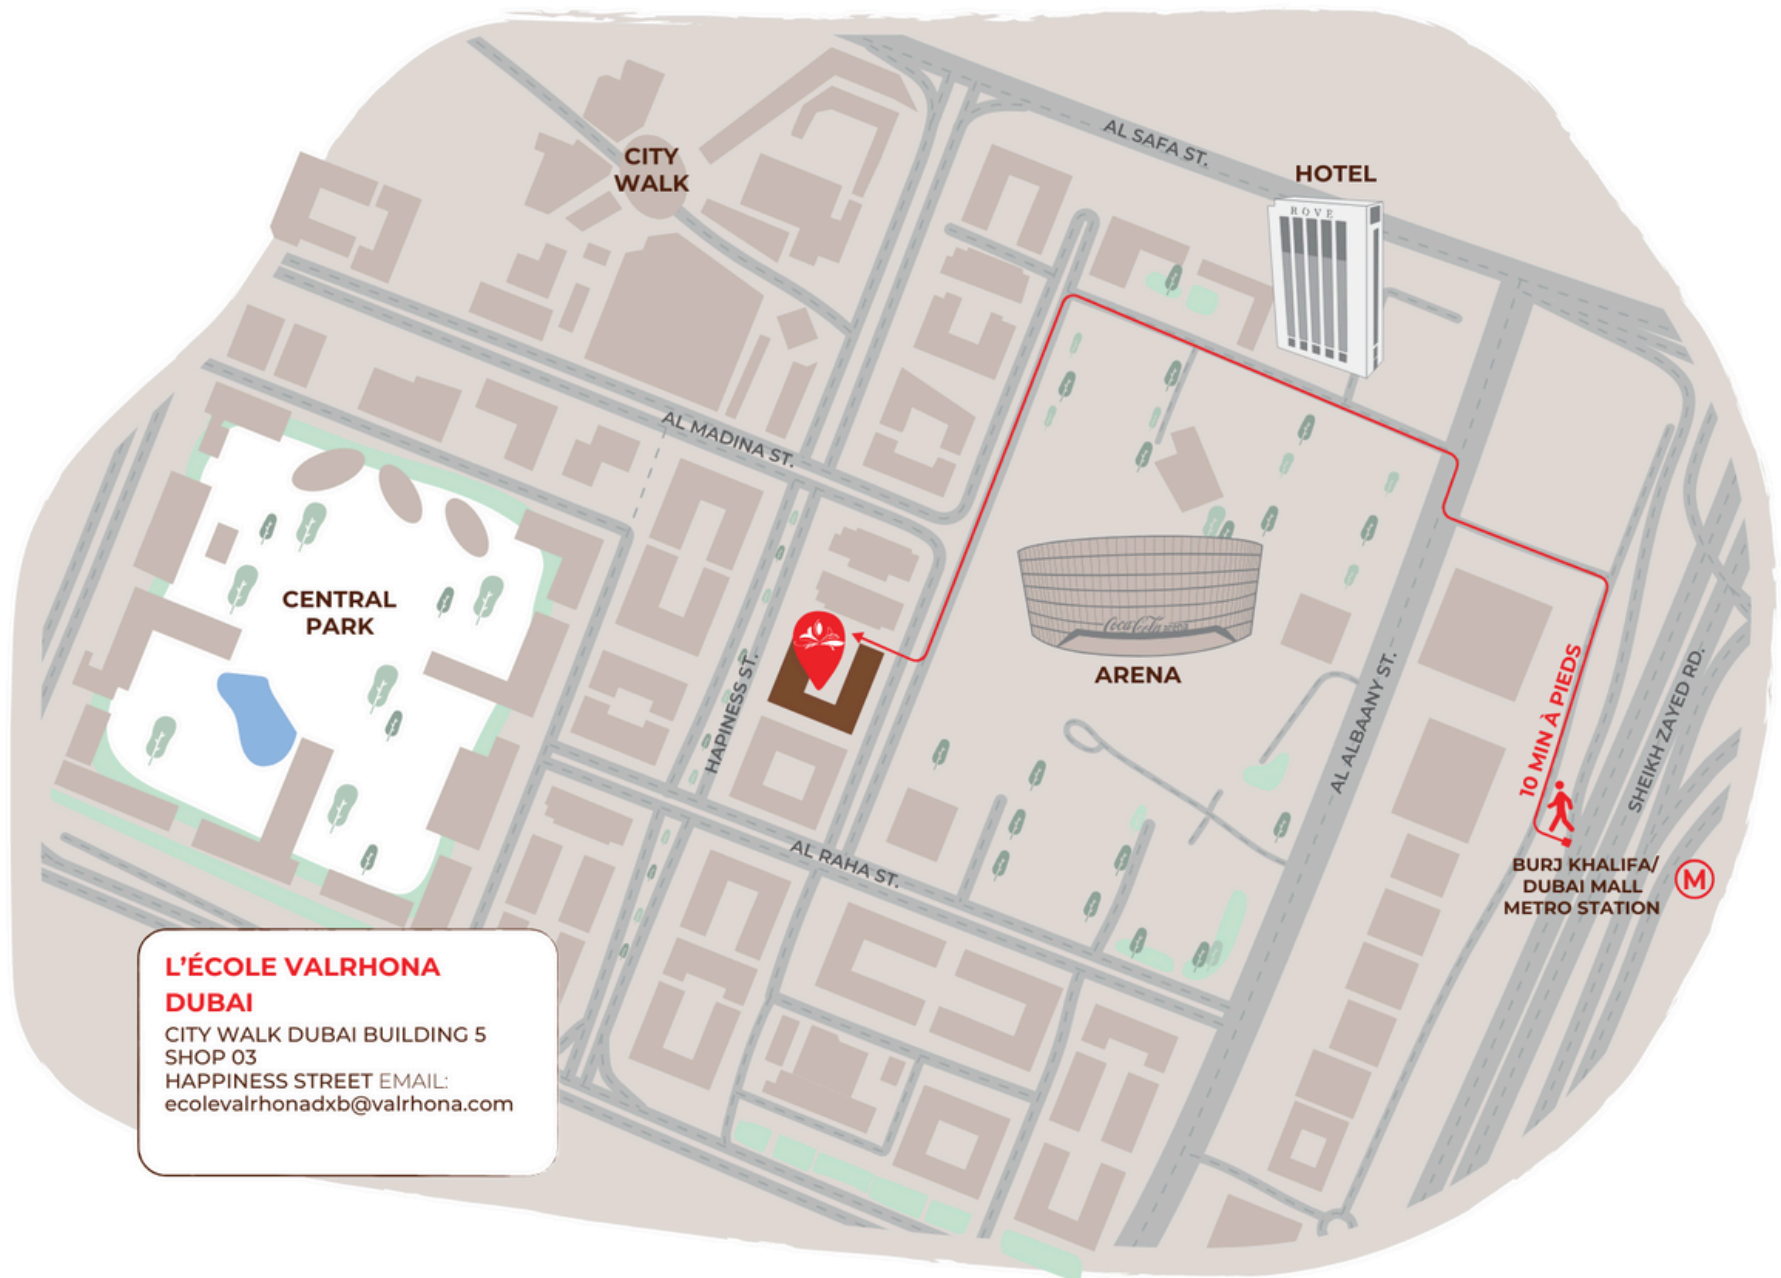 AL SAFA ST.
CITY
WALK
HOTEL
ROVE
AL MADINA ST.
CENTRAL
PARK
HAPINESS ST.
Coca-Cola
ARENA
AL ALBAANY ST.
10 MIN À PIEDS
SHEIKH ZAYED RD.
AL RAHA ST.
BURJ KHALIFA/
DUBAI MALL
METRO STATION
M
L'ÉCOLE VALRHONA
DUBAI
CITY WALK DUBAI BUILDING 5
SHOP 03
HAPPINESS STREET EMAIL:
ecolevalrhonadxb@valrhona.com